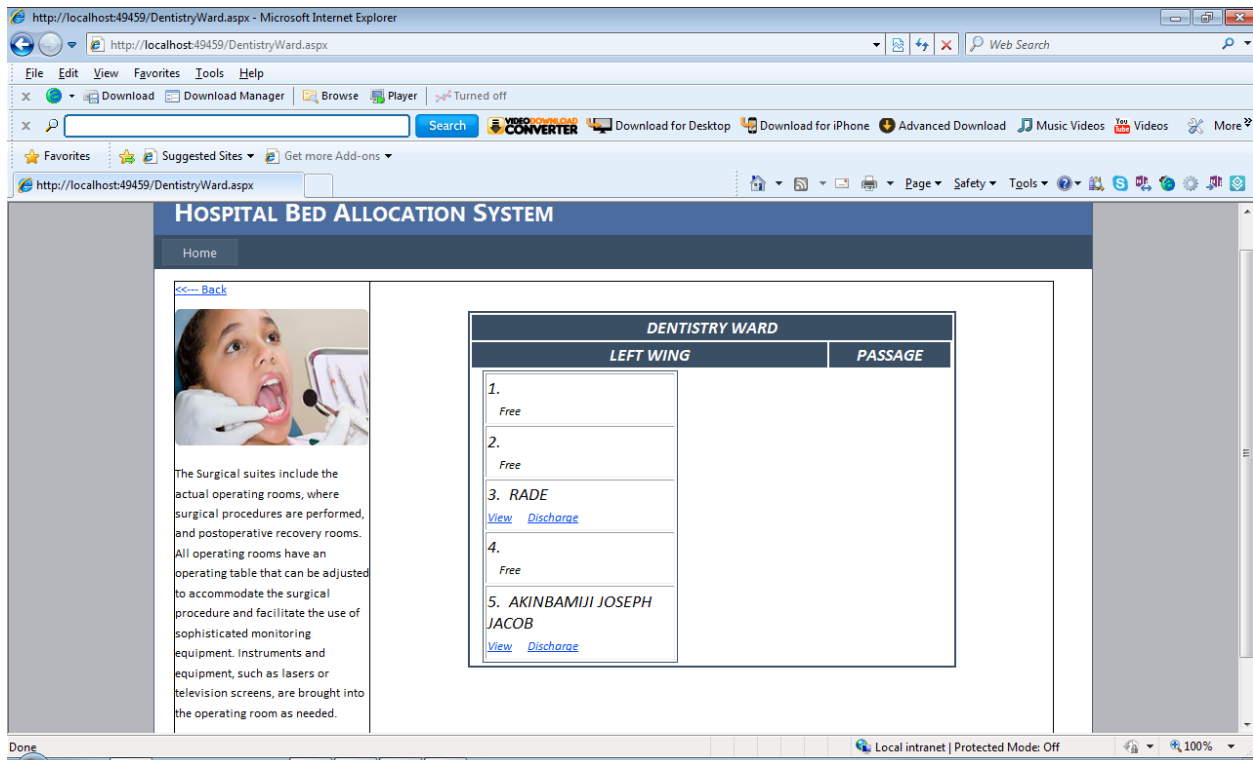 http://localhost:49459/DentistryWard.aspx - Microsoft Internet Explorer
http://localhost:49459/DentistryWard.aspx
Web Search
File Edit View Favorites Tools Help
x Download Download Manager Browse Player Turned off
x Search VIDEO DOWNLOAD CONVERTER Download for Desktop Download for iPhone Advanced Download Music Videos You Tube Videos More
Favorites Suggested Sites Get more Add-ons
http://localhost:49459/DentistryWard.aspx
Page Safety Tools
HOSPITAL BED ALLOCATION SYSTEM
Home
<<--- Back
The Surgical suites include the
actual operating rooms, where
surgical procedures are performed,
and postoperative recovery rooms.
All operating rooms have an
operating table that can be adjusted
to accommodate the surgical
procedure and facilitate the use of
sophisticated monitoring
equipment. Instruments and
equipment, such as lasers or
television screens, are brought into
the operating room as needed.
DENTISTRY WARD
LEFT WING PASSAGE
1.
Free
2.
Free
3. RADE
View Discharge
4.
Free
5. AKINBAMIJI JOSEPH
JACOB
View Discharge
Done
Local intranet | Protected Mode: Off
100%